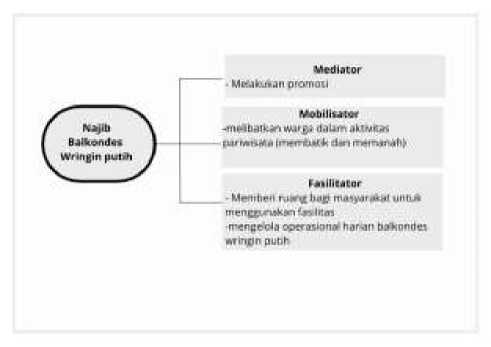 Najib
Balkondes
Wringin putih
Mediator
- Melakukan promosi
Mobilisator
-melibatkan warga dalam aktivitas
pariwisata (membatik dan memanah)
Fasilitator
- Memberi ruang bagi masyarakat untuk
menggunakan fasilitas
-mengelola operasional harian balkondes
wringin putih